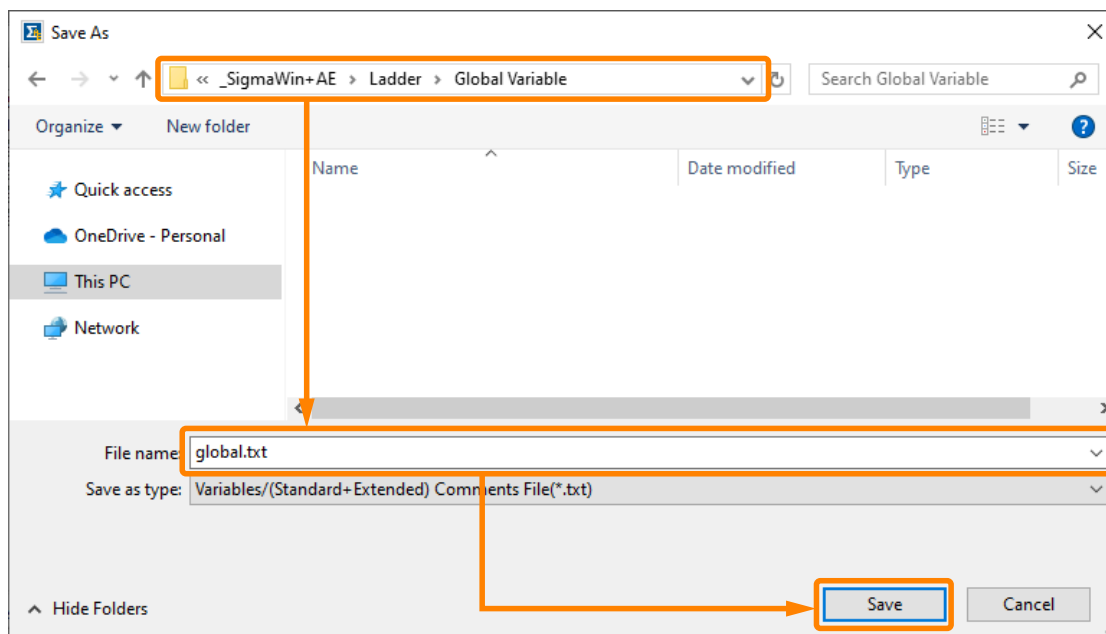 Save As
« _SigmaWin+AE > Ladder > Global Variable
Search Global Variable
Organize
New folder
Name
Date modified
Type
Size
Quick access
OneDrive - Personal
This PC
Network
File name: global.txt
Save as type: Variables/(Standard+Extended) Comments File(*.txt)
Hide Folders
Save
Cancel